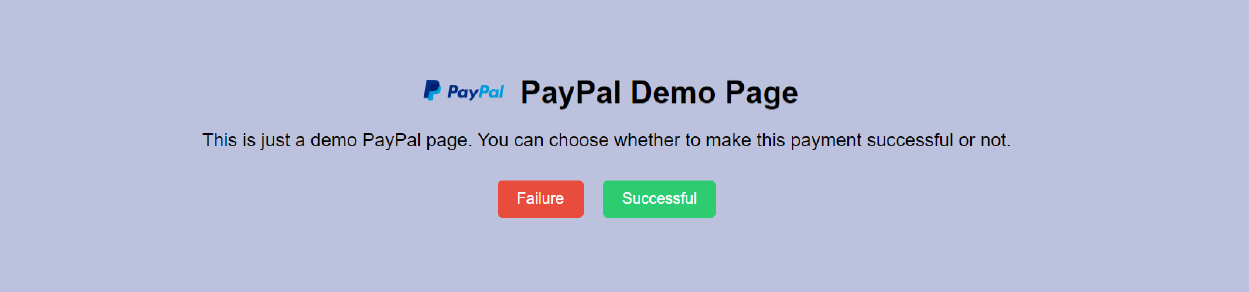 PayPal PayPal Demo Page
This is just a demo PayPal page. You can choose whether to make this payment successful or not.
Failure Successful